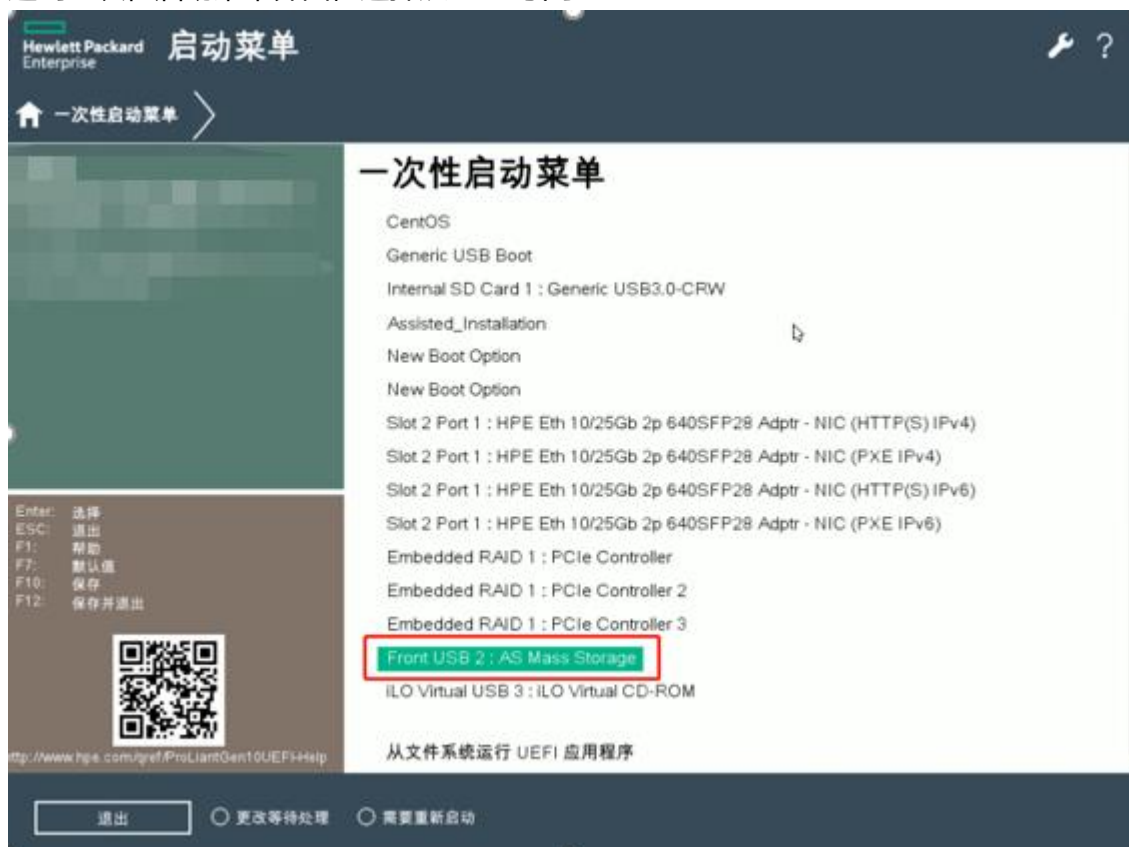 Hewlett Packard
Enterprise
启动菜单
?
一次性启动菜单
一次性启动菜单
CentOS
Generic USB Boot
Internal SD Card 1 : Generic USB3.0-CRW
Assisted_Installation
New Boot Option
New Boot Option
Slot 2 Port 1 : HPE Eth 10/25Gb 2p 640SFP28 Adptr - NIC (HTTP(S) IPv4)
Slot 2 Port 1 : HPE Eth 10/25Gb 2p 640SFP28 Adptr - NIC (PXE IPv4)
Slot 2 Port 1 : HPE Eth 10/25Gb 2p 640SFP28 Adptr - NIC (HTTP(S) IPv6)
Slot 2 Port 1 : HPE Eth 10/25Gb 2p 640SFP28 Adptr - NIC (PXE IPv6)
Embedded RAID 1 : PCIe Controller
Embedded RAID 1 : PCIe Controller 2
Embedded RAID 1 : PCIe Controller 3
Front USB 2 : AS Mass Storage
iLO Virtual USB 3 : iLO Virtual CD-ROM
从文件系统运行 UEFI 应用程序
Enter: 选择
ESC: 退出
F1: 帮助
F7: 默认值
F10: 保存
F12: 保存并退出
ttp://www.hpe.com/qref/ProLiantGen10UEFI-Help
退出
更改等待处理
需要重新启动